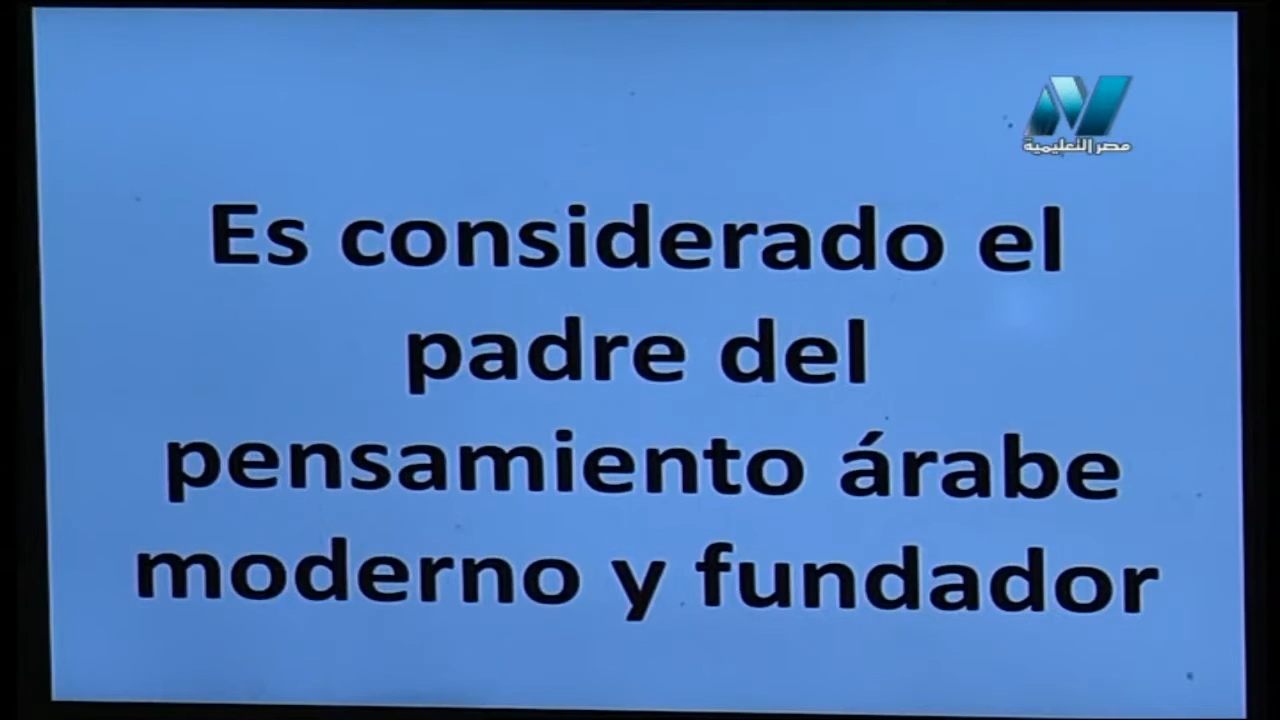 مصر التعليمية
Es considerado el
padre del
pensamiento árabe
moderno y fundador